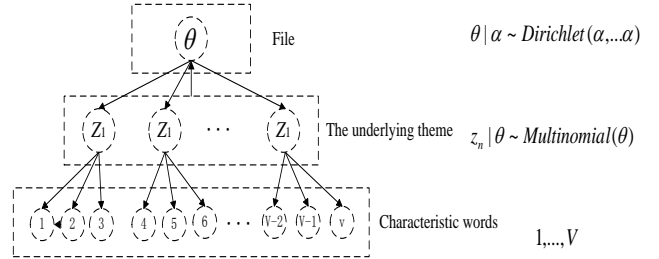 θ File θ | α ~ Dirichlet(α,...α)
Z1 Z1 ··· Z1 The underlying theme z_n | θ ~ Multinomial(θ)
1 2 3 4 5 6 ··· V-2 V-1 v Characteristic words 1,...,V